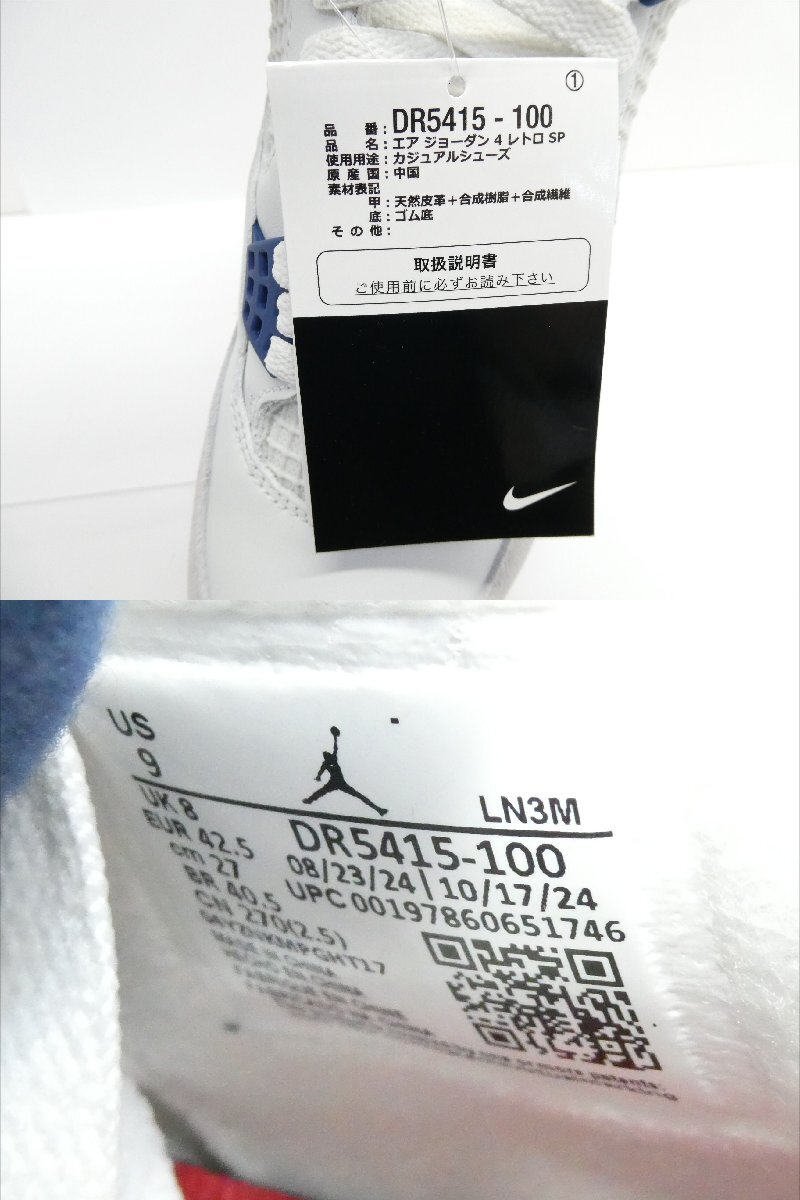 ①
品 番 : DR5415 - 100
品 名 : エア ジョーダン 4 レトロ SP
使用用途 : カジュアルシューズ
原 産 国 : 中国
素材表記
甲 : 天然皮革＋合成樹脂＋合成繊維
底 : ゴム底
そ の 他 :
取扱説明書
ご使用前に必ずお読み下さい
US
9
LN3M
UK 8
EUR 42.5
cm 27
BR 40.5
CN 270(2.5)
DR5415-100
08/23/24 | 10/17/24
UPC 00197860651746
MADE IN CHINA